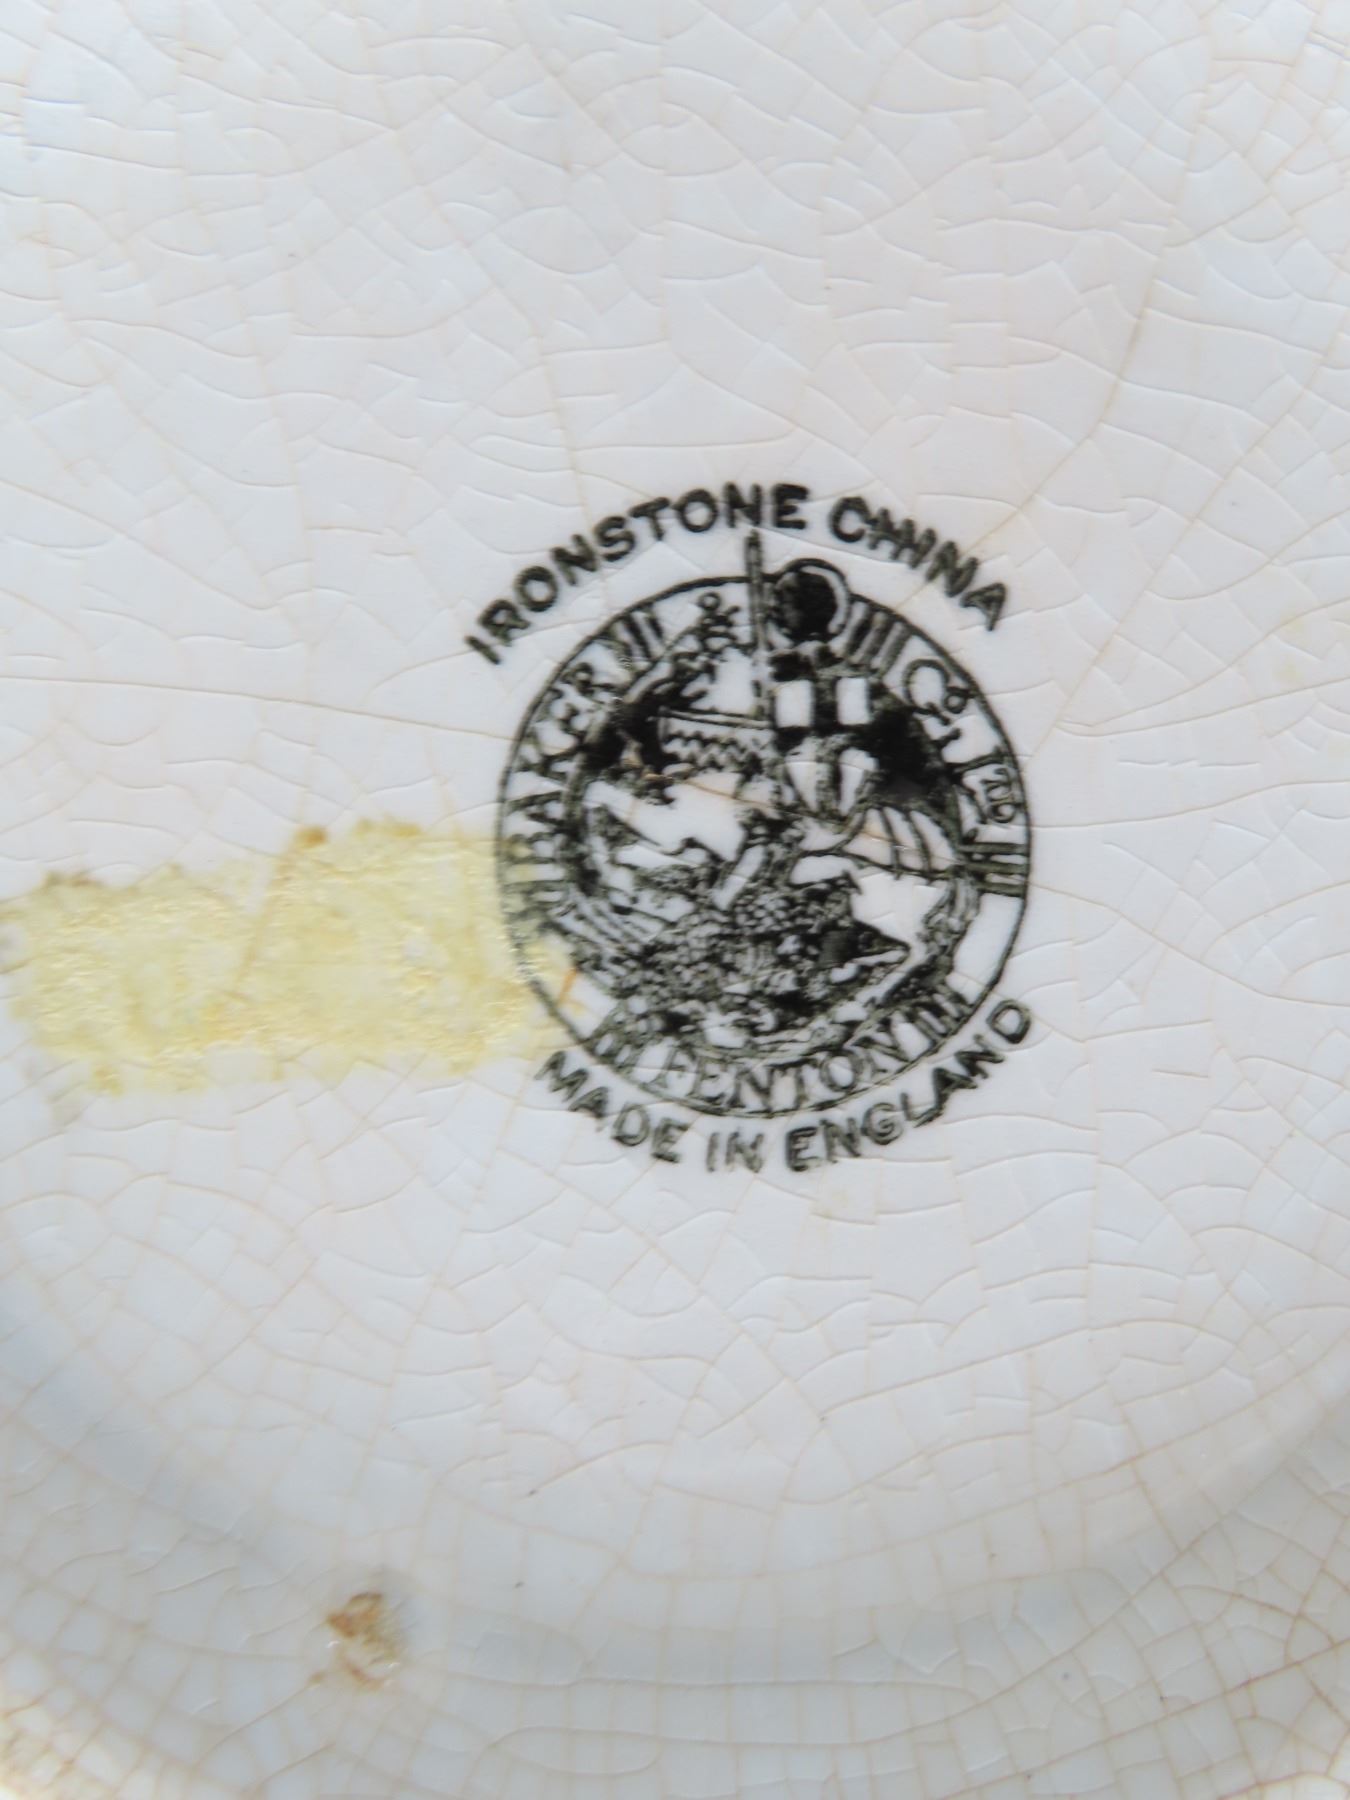 IRONSTONE CHINA
BAKER
Co. LTD
FENTON
MADE IN ENGLAND